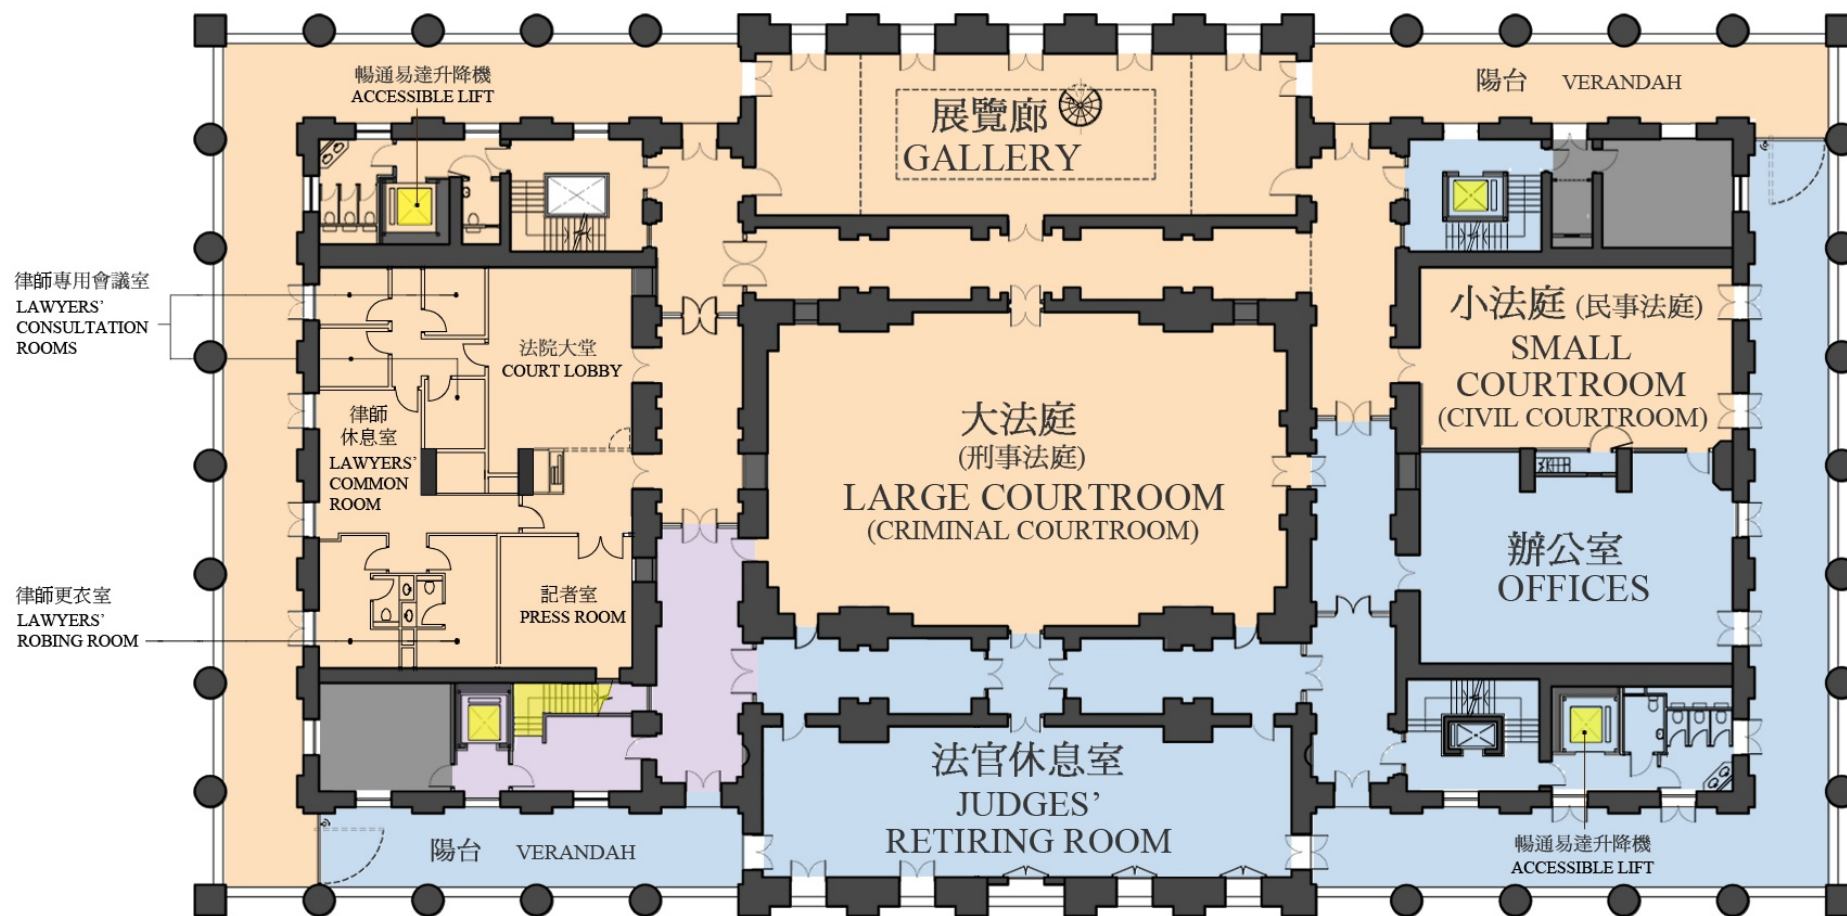 暢通易達升降機
ACCESSIBLE LIFT
展覽廊
GALLERY
陽台 VERANDAH
律師專用會議室
LAWYERS’
CONSULTATION
ROOMS
法院大堂
COURT LOBBY
律師
休息室
LAWYERS’
COMMON
ROOM
大法庭
(刑事法庭)
LARGE COURTROOM
(CRIMINAL COURTROOM)
小法庭 (民事法庭)
SMALL
COURTROOM
(CIVIL COURTROOM)
辦公室
OFFICES
律師更衣室
LAWYERS’
ROBING ROOM
記者室
PRESS ROOM
法官休息室
JUDGES’
RETIRING ROOM
陽台 VERANDAH
暢通易達升降機
ACCESSIBLE LIFT